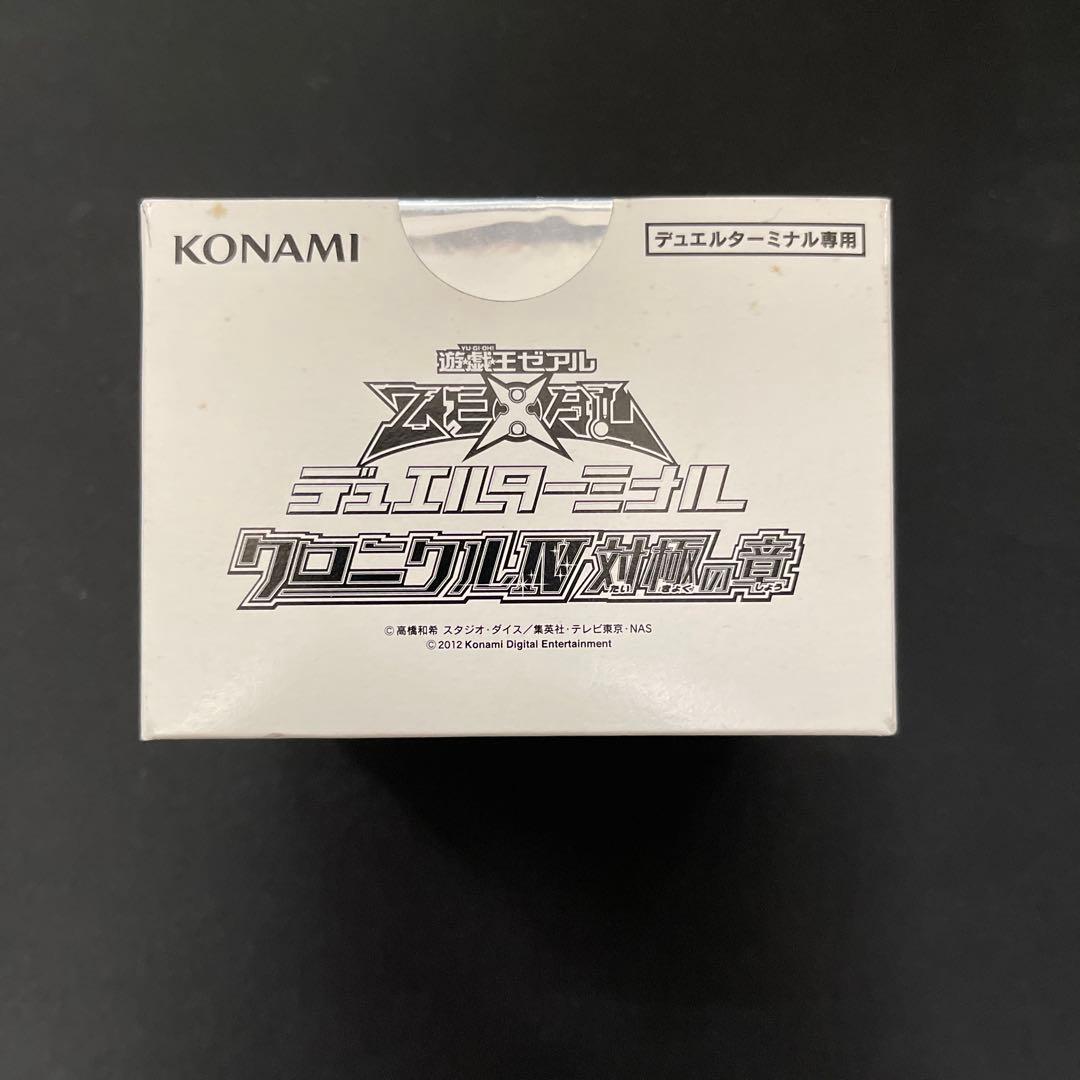 KONAMI
デュエルターミナル専用
YU-GI-OH!
遊戯王ゼアル
ZEXAL
デュエルターミナル
クロニクルIV 対極の章
たいきょく しょう
©高橋和希 スタジオ・ダイス／集英社・テレビ東京・NAS
©2012 Konami Digital Entertainment